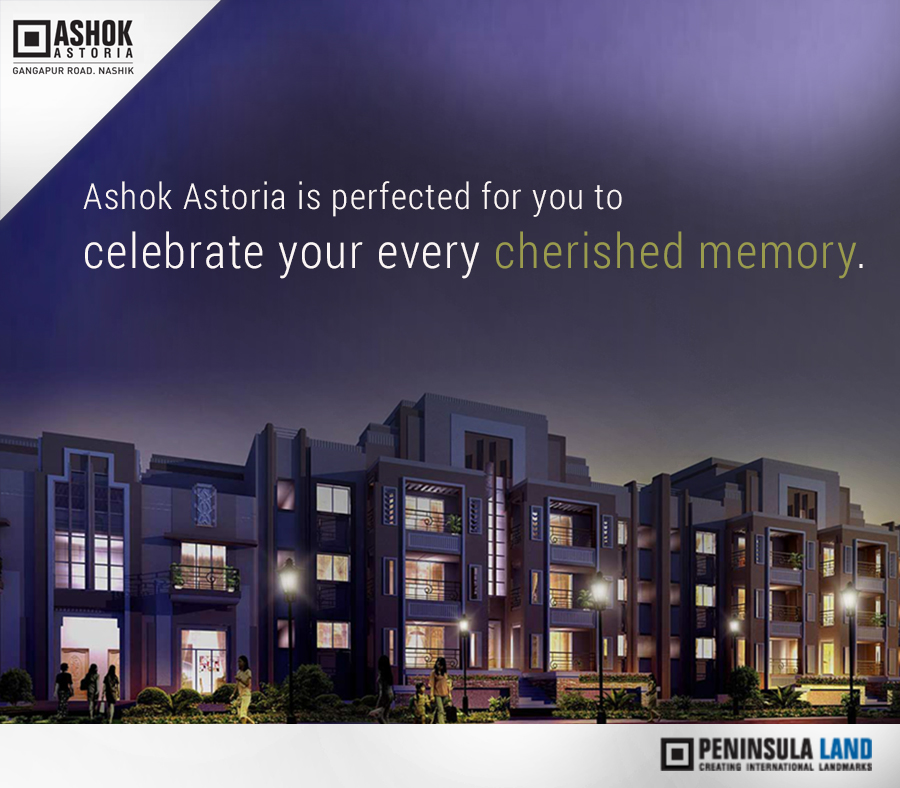 ASHOK
ASTORIA
GANGAPUR ROAD. NASHIK
Ashok Astoria is perfected for you to
celebrate your every cherished memory.
PENINSULA LAND
CREATING INTERNATIONAL LANDMARKS